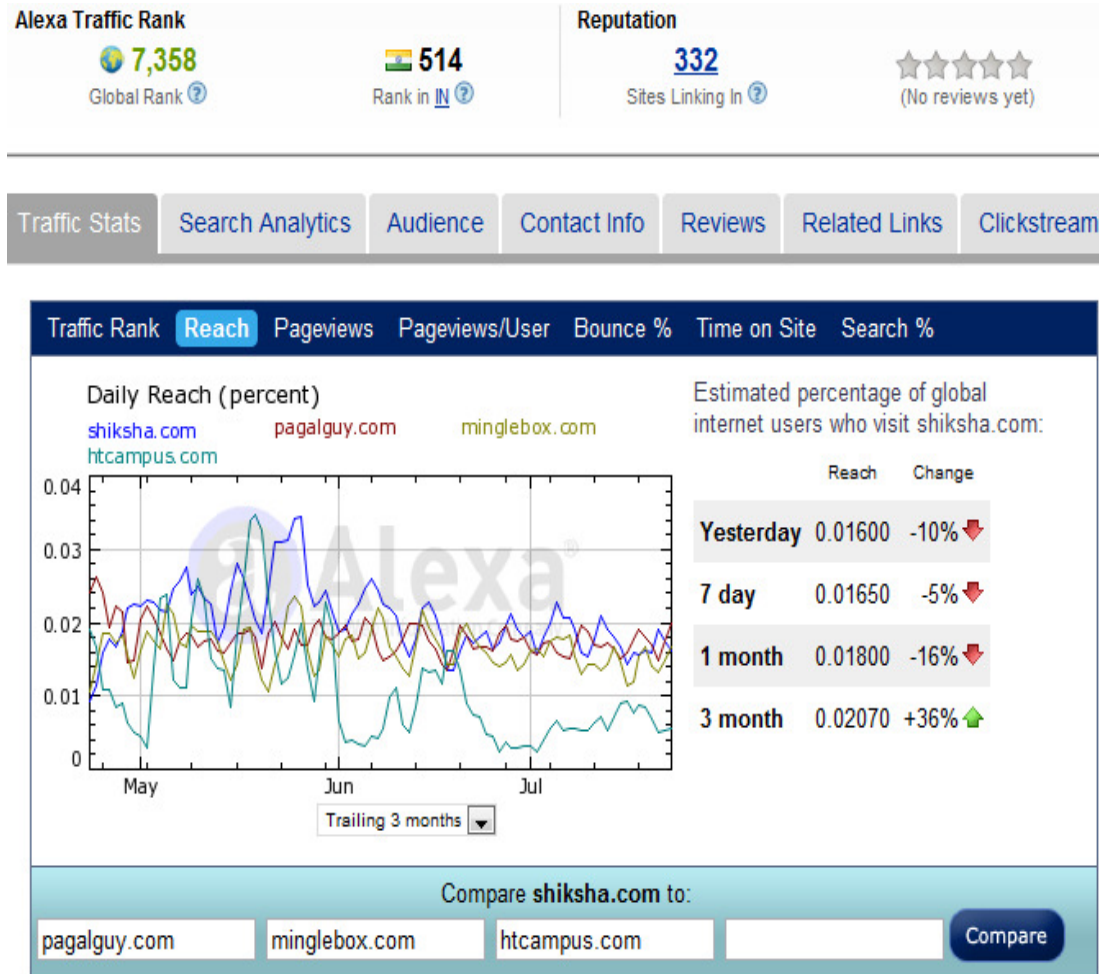 Alexa Traffic Rank
Reputation
7,358
514
332
Global Rank ?
Rank in IN ?
Sites Linking In ?
(No reviews yet)
Traffic Stats
Search Analytics
Audience
Contact Info
Reviews
Related Links
Clickstream
Traffic Rank
Reach
Pageviews
Pageviews/User
Bounce %
Time on Site
Search %
Daily Reach (percent)
shiksha.com
pagalguy.com
minglebox.com
htcampus.com
0.04
0.03
0.02
0.01
0
Alexa®
May
Jun
Jul
Trailing 3 months
Estimated percentage of global
internet users who visit shiksha.com:
Reach Change
Yesterday 0.01600 -10%
7 day 0.01650 -5%
1 month 0.01800 -16%
3 month 0.02070 +36%
Compare shiksha.com to:
pagalguy.com
minglebox.com
htcampus.com
Compare